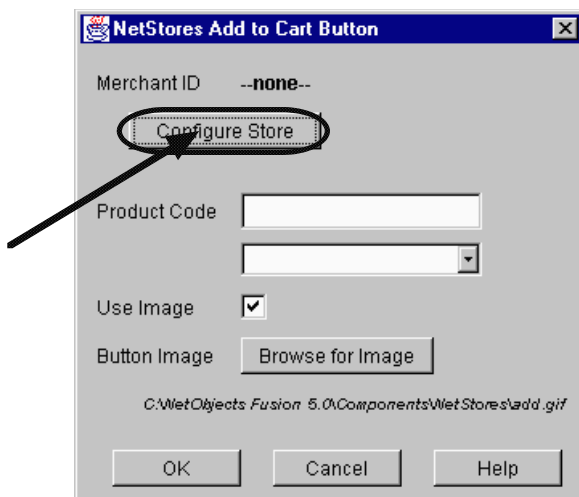 NetStores Add to Cart Button
Merchant ID --none--
Configure Store
Product Code
Use Image
Button Image Browse for Image
C:\NetObjects Fusion 5.0\Components\NetStores\add.gif
OK Cancel Help